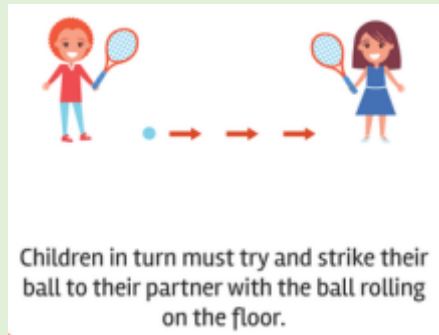 Children in turn must try and strike their
ball to their partner with the ball rolling
on the floor.